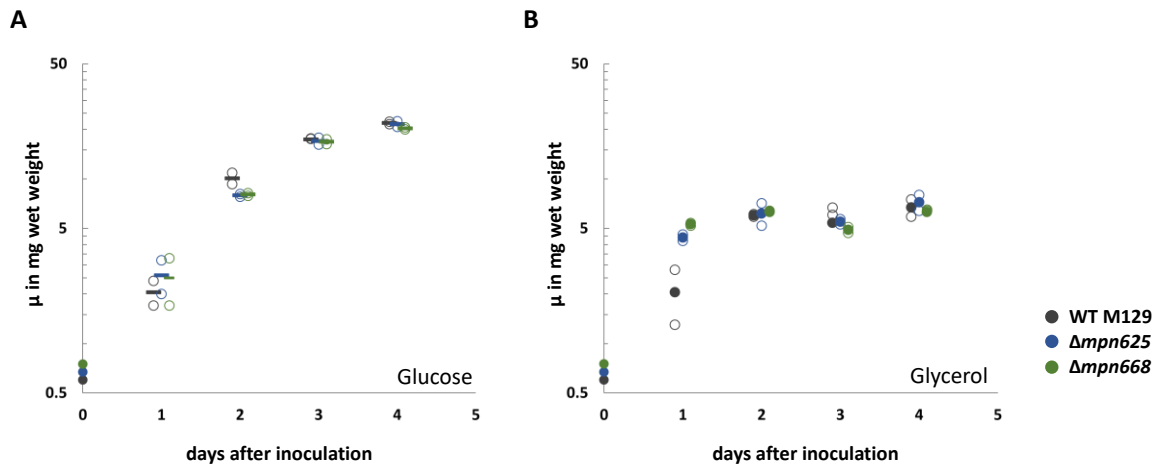 A
50
5
0.5
μ in mg wet weight
0 1 2 3 4 5
days after inoculation
Glucose
B
50
5
0.5
μ in mg wet weight
0 1 2 3 4 5
days after inoculation
Glycerol
WT M129
Δmpn625
Δmpn668